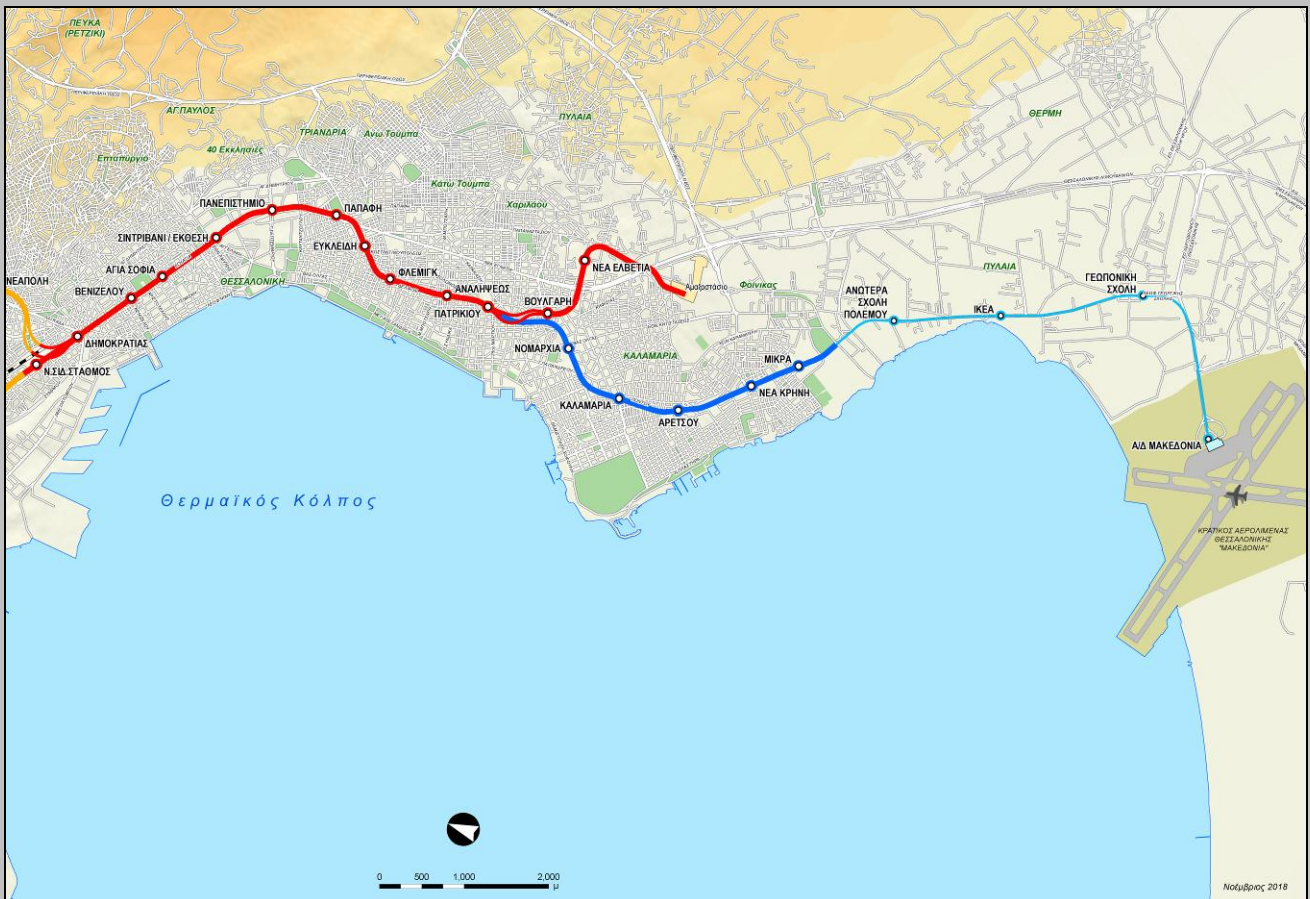 ΠΕΥΚΑ
(ΡΕΤΖΙΚΙ)
ΑΓ.ΠΑΥΛΟΣ
Επταπύργιο
40 Εκκλησιές
ΤΡΙΑΝΔΡΙΑ
Ανω Τούμπα
Κάτω Τούμπα
Χαριλάου
ΠΥΛΑΙΑ
ΘΕΡΜΗ
ΠΑΝΕΠΙΣΤΗΜΙΟ
ΠΑΠΑΦΗ
ΣΙΝΤΡΙΒΑΝΙ / ΕΚΘΕΣΗ
ΕΥΚΛΕΙΔΗ
ΑΓΙΑ ΣΟΦΙΑ
ΘΕΣΣΑΛΟΝΙΚΗ
ΦΛΕΜΙΓΚ
ΝΕΑΠΟΛΗ
ΒΕΝΙΖΕΛΟΥ
ΑΝΑΛΗΨΕΩΣ
ΠΑΤΡΙΚΙΟΥ
ΒΟΥΛΓΑΡΗ
ΝΕΑ ΕΛΒΕΤΙΑ
Αμαξοστάσιο
Φοίνικας
ΠΥΛΑΙΑ
ΓΕΩΠΟΝΙΚΗ
ΣΧΟΛΗ
ΑΝΩΤΕΡΑ
ΣΧΟΛΗ
ΠΟΛΕΜΟΥ
ΙΚΕΑ
ΔΗΜΟΚΡΑΤΙΑΣ
Ν.ΣΙΔ.ΣΤΑΘΜΟΣ
ΝΟΜΑΡΧΙΑ
ΚΑΛΑΜΑΡΙΑ
ΜΙΚΡΑ
ΝΕΑ ΚΡΗΝΗ
ΚΑΛΑΜΑΡΙΑ
ΑΡΕΤΣΟΥ
Α/Δ ΜΑΚΕΔΟΝΙΑ
Θερμαϊκός Κόλπος
ΚΡΑΤΙΚΟΣ ΑΕΡΟΛΙΜΕΝΑΣ
ΘΕΣΣΑΛΟΝΙΚΗΣ
"ΜΑΚΕΔΟΝΙΑ"
0 500 1,000 2,000
μ
Νοέμβριος 2018